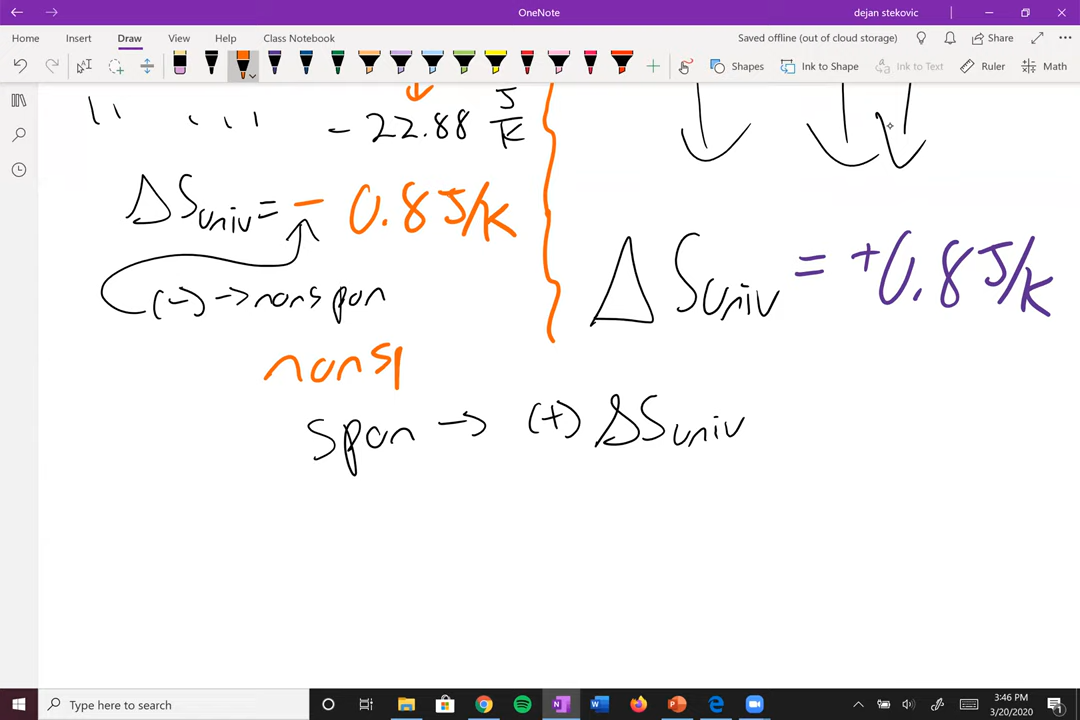 OneNote
dejan stekovic
Home Insert Draw View Help Class Notebook
Saved offline (out of cloud storage) Share
Shapes Ink to Shape Ink to Text Ruler Math
- 22.88 J/K
ΔSuniv = - 0.8 J/K
(-) → nonspon
nonsp
ΔSuniv = +0.8 J/K
spon → (+) ΔSuniv
Type here to search
3:46 PM
3/20/2020